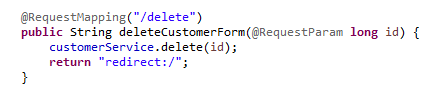 @RequestMapping("/delete")
public String deleteCustomerForm(@RequestParam long id) {
    customerService.delete(id);
    return "redirect:/";
}